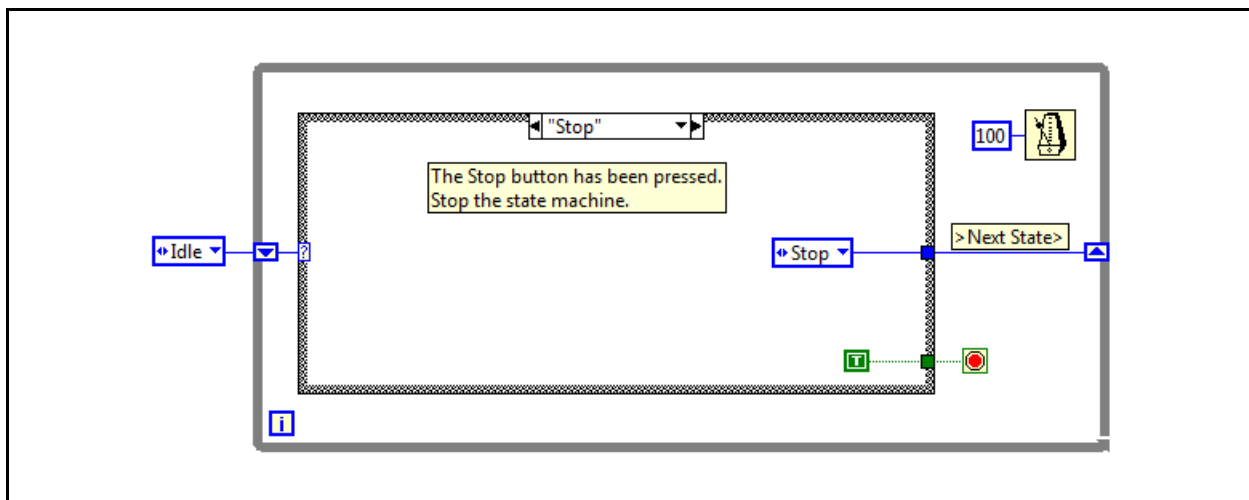 "Stop"
100
The Stop button has been pressed.
Stop the state machine.
Idle
?
Stop
>Next State>
T
i